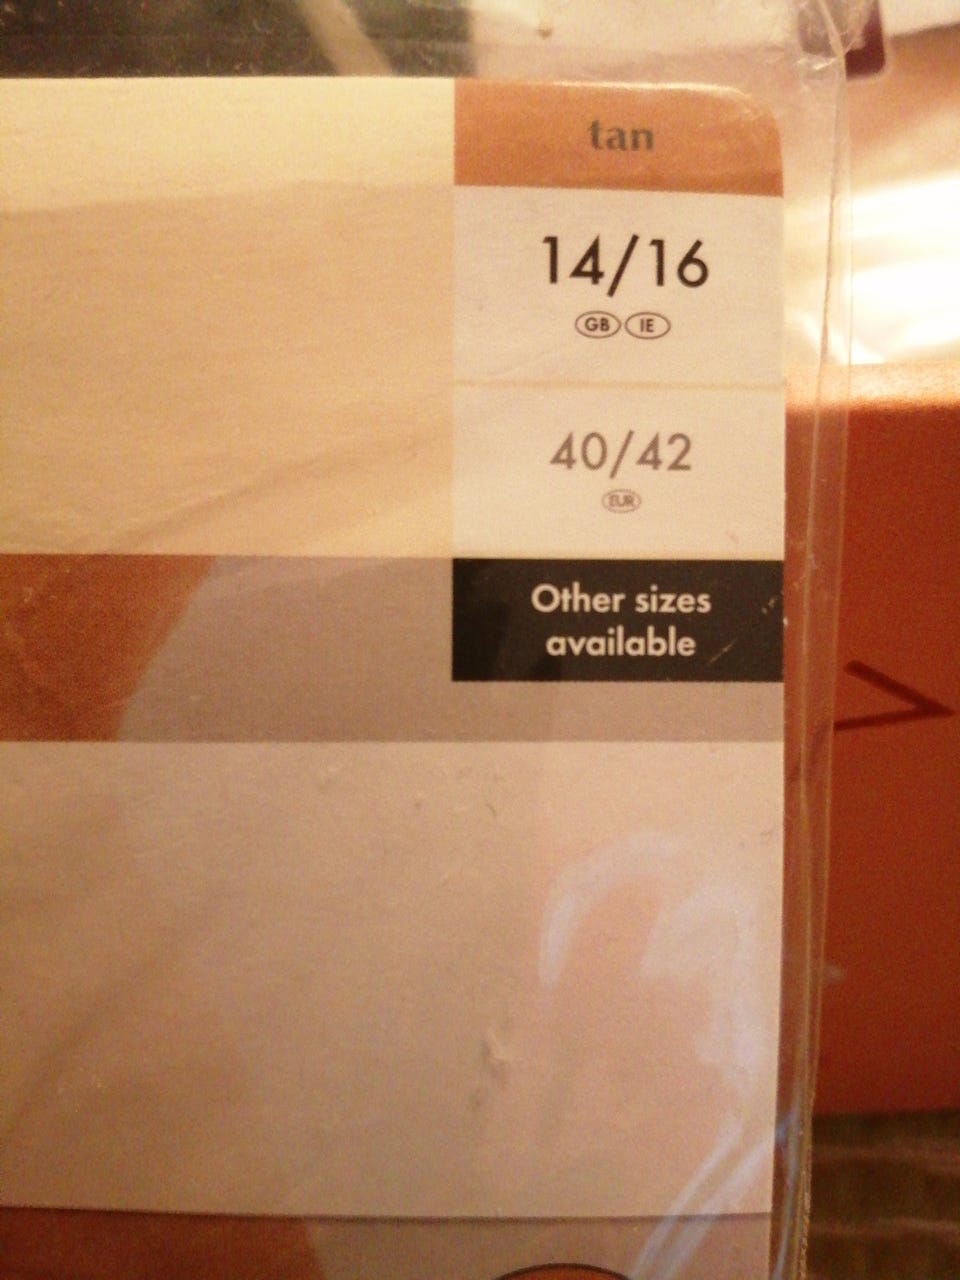 tan
14/16
GB IE
40/42
EUR
Other sizes
available